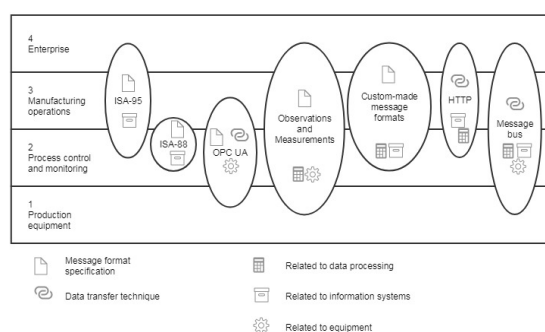 4
Enterprise
3
Manufacturing
operations
2
Process control
and monitoring
1
Production
equipment
ISA-95
ISA-88
OPC UA
Observations
and
Measurements
Custom-made
message
formats
HTTP
Message
bus
Message format
specification
Data transfer technique
Related to data processing
Related to information systems
Related to equipment